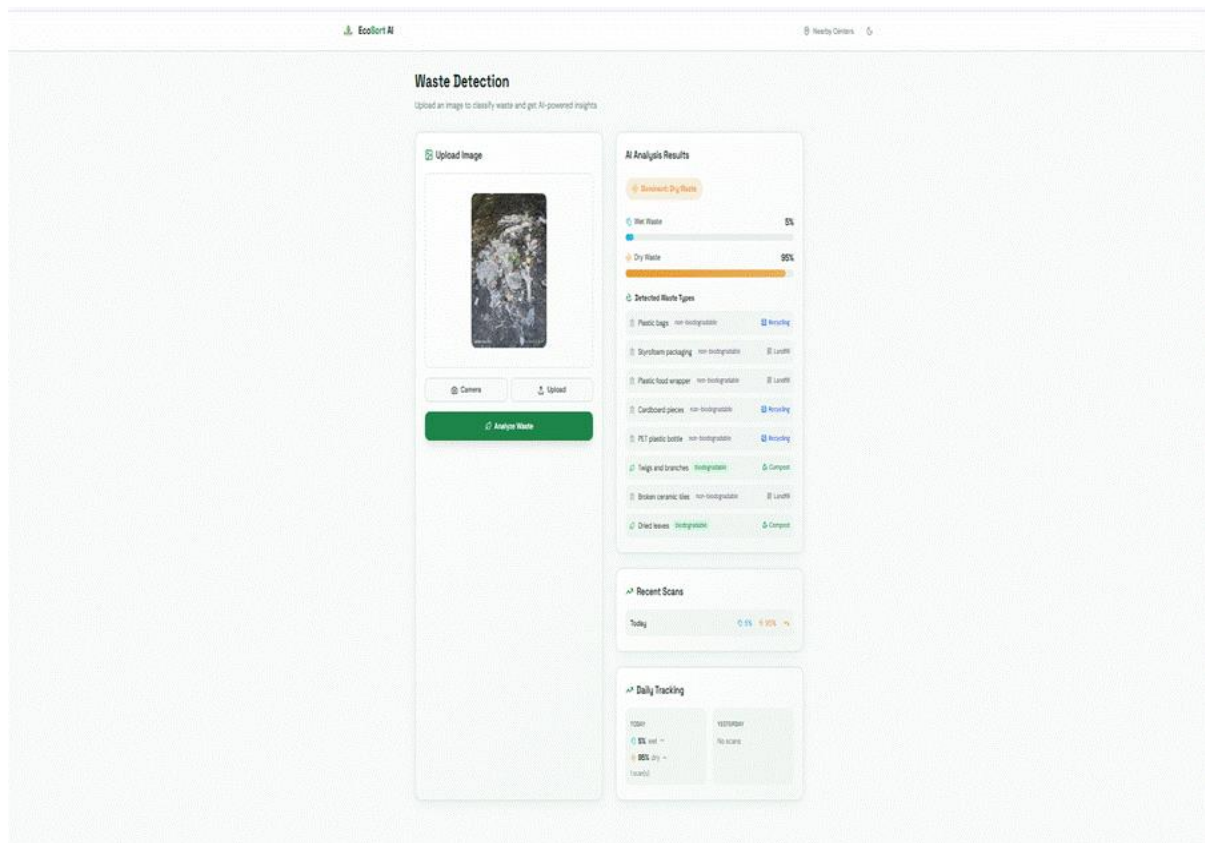 EcoSort AI
Nearby Centers
Waste Detection
Upload an image to classify waste and get AI-powered insights
Upload Image
Camera
Upload
Analyze Waste
AI Analysis Results
Dominant: Dry Waste
Wet Waste 5%
Dry Waste 95%
Detected Waste Types
Plastic bags non-biodegradable Recycling
Styrofoam packaging non-biodegradable Landfill
Plastic food wrapper non-biodegradable Landfill
Cardboard pieces non-biodegradable Recycling
PET plastic bottle non-biodegradable Recycling
Twigs and branches biodegradable Compost
Broken ceramic tiles non-biodegradable Landfill
Dried leaves biodegradable Compost
Recent Scans
Today 5% 95%
Daily Tracking
TODAY
5% wet
95% dry
1 scan(s)
YESTERDAY
No scans